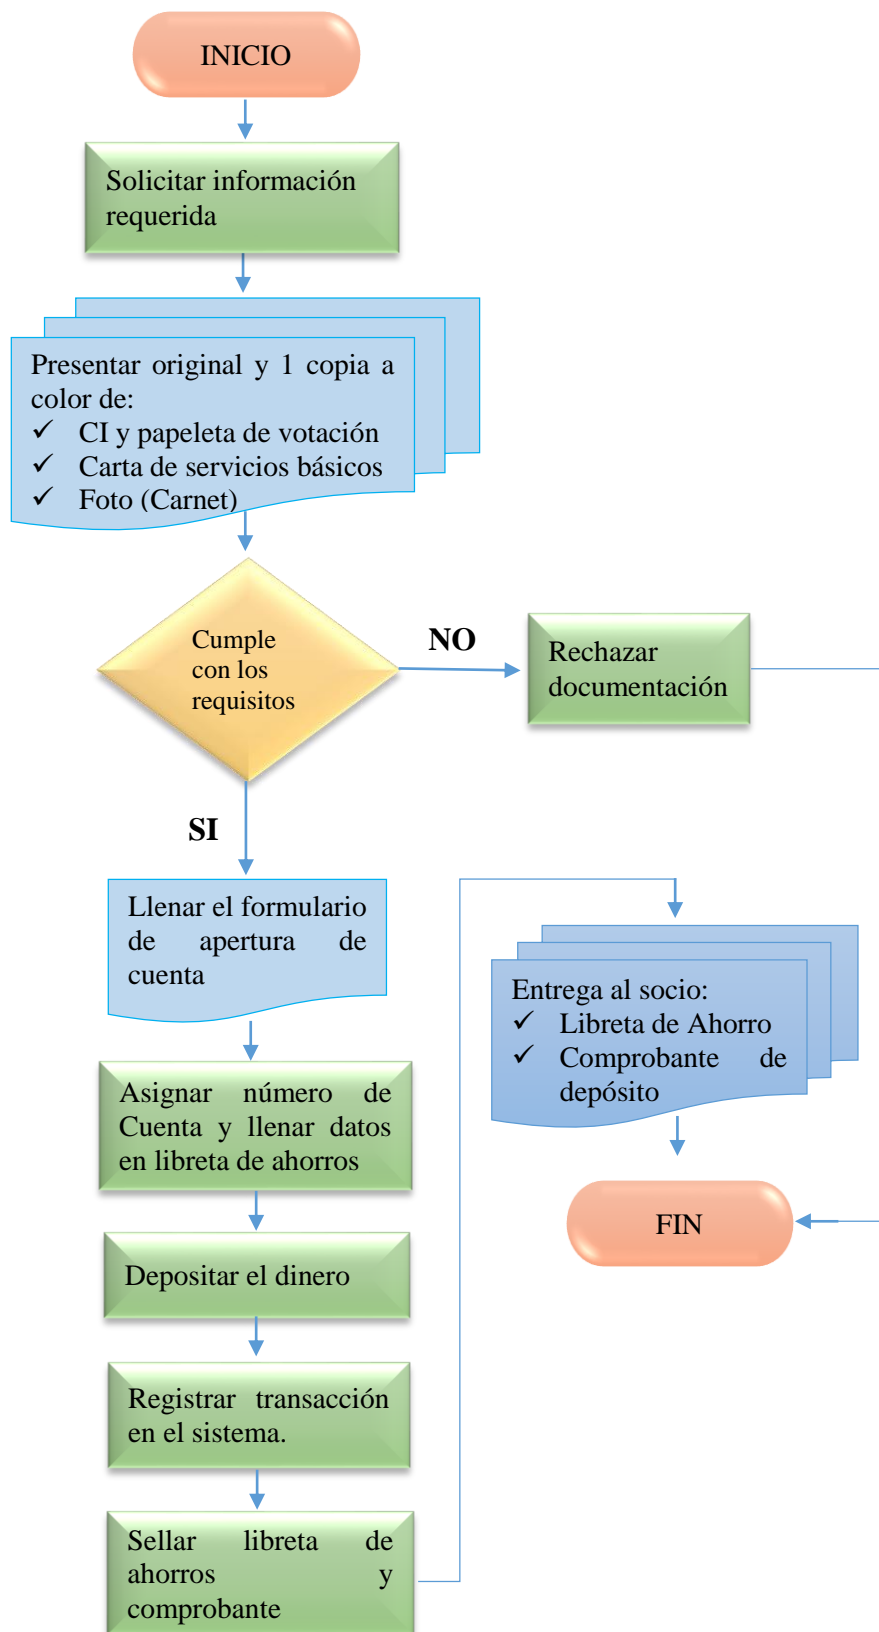 INICIO
Solicitar información
requerida
Presentar original y 1 copia a
color de:
✓ CI y papeleta de votación
✓ Carta de servicios básicos
✓ Foto (Carnet)
Cumple
con los
requisitos
NO
Rechazar
documentación
SI
Llenar el formulario
de apertura de
cuenta
Asignar número de
Cuenta y llenar datos
en libreta de ahorros
Depositar el dinero
Registrar transacción
en el sistema.
Sellar libreta de
ahorros y
comprobante
Entrega al socio:
✓ Libreta de Ahorro
✓ Comprobante de
depósito
FIN